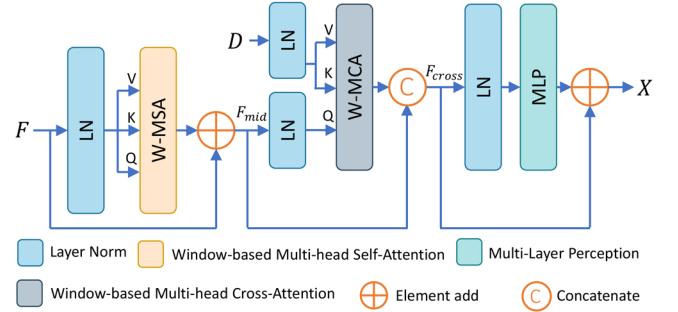 D
LN
V
K
W-MCA
C
F_cross
LN
MLP
X
F
LN
V
K
Q
W-MSA
F_mid
LN
Q
Layer Norm
Window-based Multi-head Self-Attention
Multi-Layer Perception
Window-based Multi-head Cross-Attention
Element add
C
Concatenate